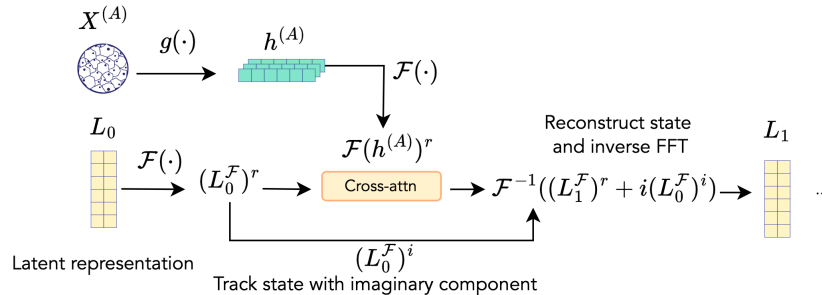 X^{(A)}
g(·)
h^{(A)}
ℱ(·)
L_0
ℱ(·)
(L_0^ℱ)^r
ℱ(h^{(A)})^r
Cross-attn
Reconstruct state
and inverse FFT
ℱ^{-1}((L_1^ℱ)^r + i(L_0^ℱ)^i)
L_1
..
(L_0^ℱ)^i
Latent representation
Track state with imaginary component